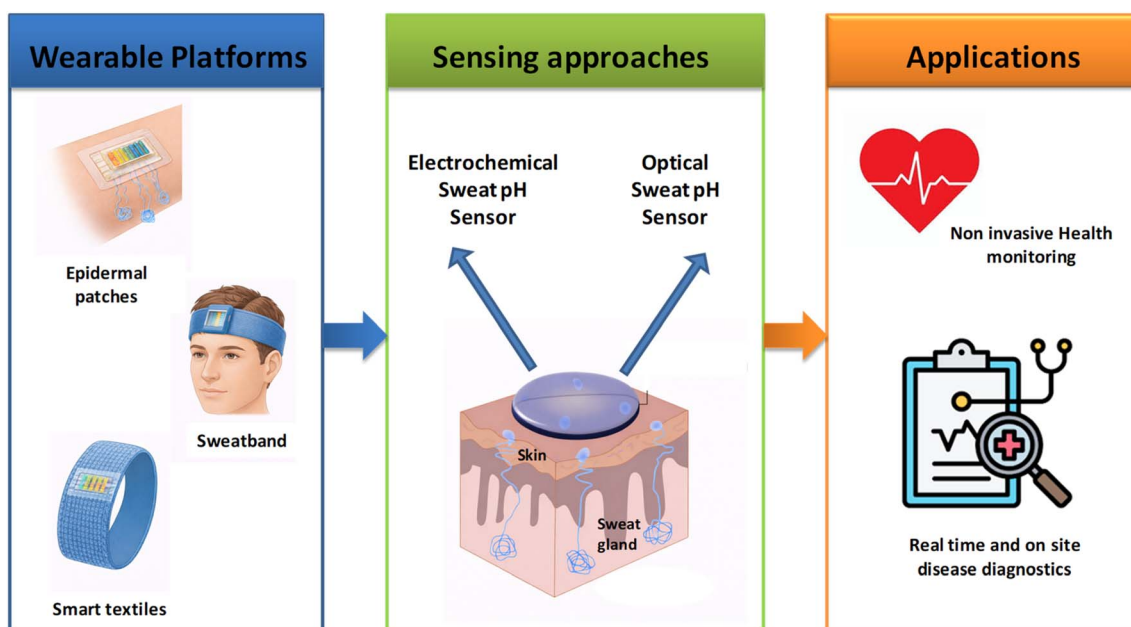 Wearable Platforms
Epidermal
patches
Sweatband
Smart textiles
Sensing approaches
Electrochemical
Sweat pH
Sensor
Optical
Sweat pH
Sensor
Skin
Sweat
gland
Applications
Non invasive Health
monitoring
Real time and on site
disease diagnostics